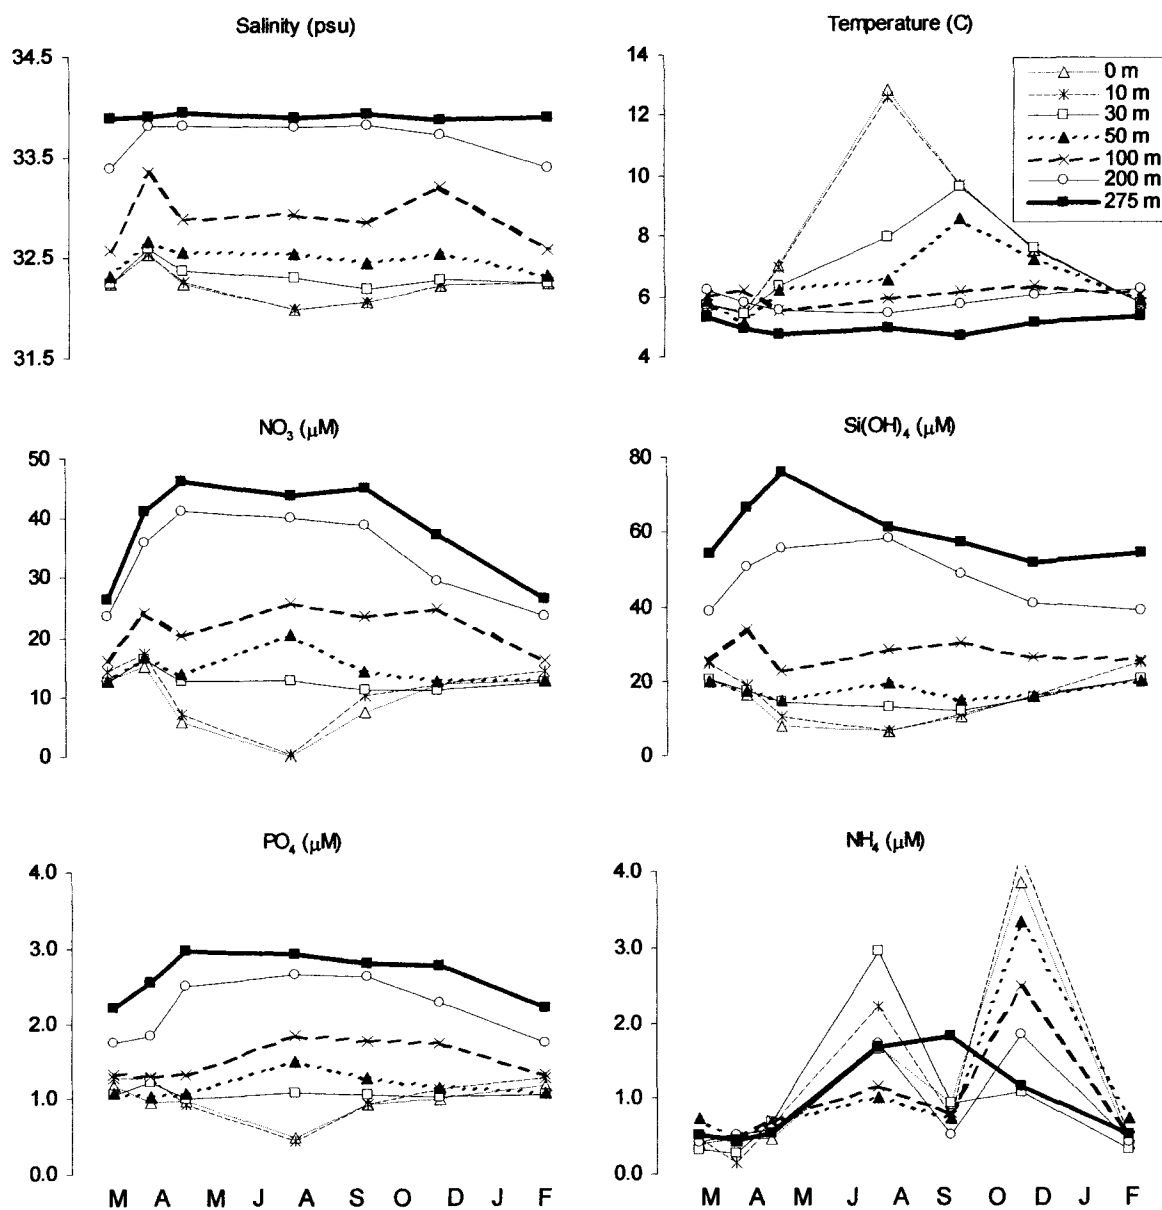 Salinity (psu)
34.5
33.5
32.5
31.5
Temperature (C)
14
12
10
8
6
4
0 m
10 m
30 m
50 m
100 m
200 m
275 m
NO3 (µM)
50
40
30
20
10
0
Si(OH)4 (µM)
80
60
40
20
0
PO4 (µM)
4.0
3.0
2.0
1.0
0.0
M A M J A S O D J F
NH4 (µM)
4.0
3.0
2.0
1.0
0.0
M A M J A S O D J F